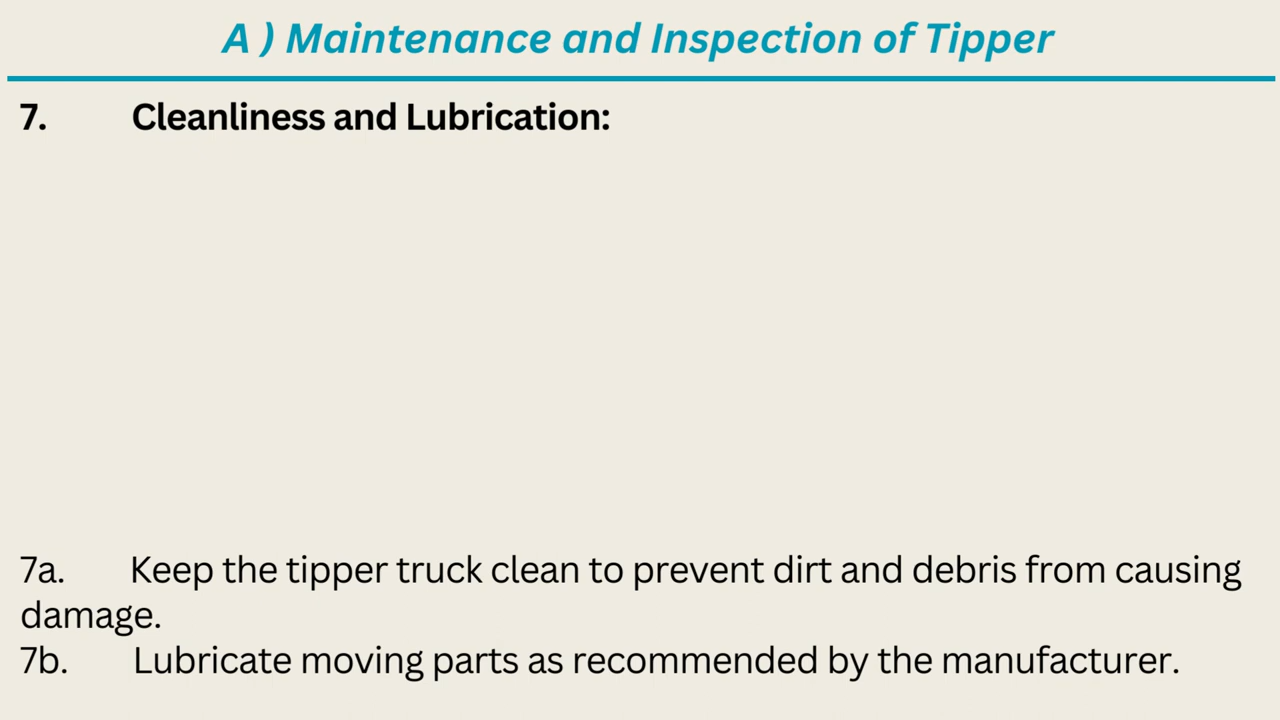 A ) Maintenance and Inspection of Tipper
7. Cleanliness and Lubrication:
7a. Keep the tipper truck clean to prevent dirt and debris from causing
damage.
7b. Lubricate moving parts as recommended by the manufacturer.